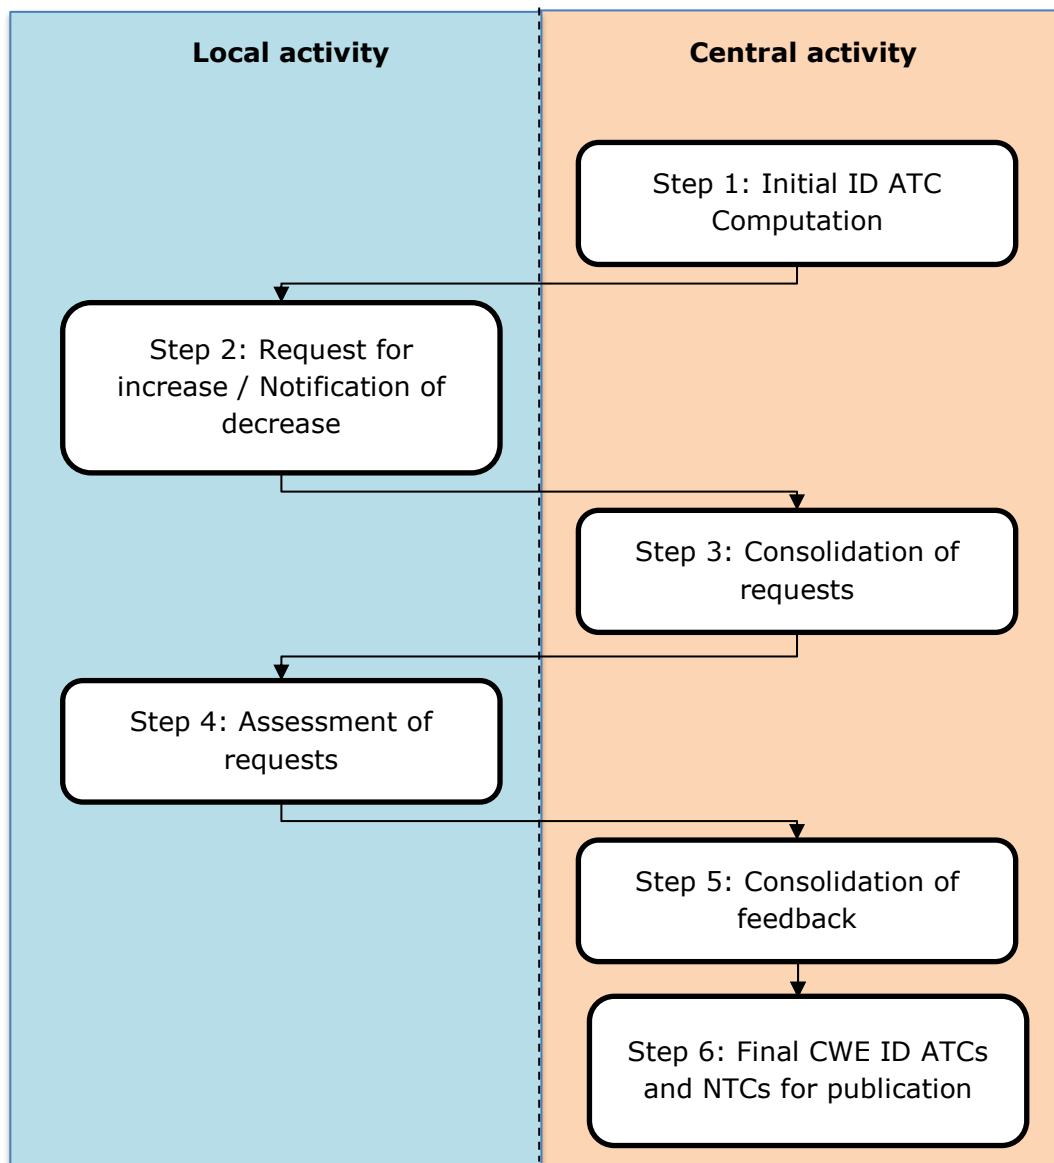 Local activity
Central activity
Step 1: Initial ID ATC
Computation
Step 2: Request for
increase / Notification of
decrease
Step 3: Consolidation of
requests
Step 4: Assessment of
requests
Step 5: Consolidation of
feedback
Step 6: Final CWE ID ATCs
and NTCs for publication